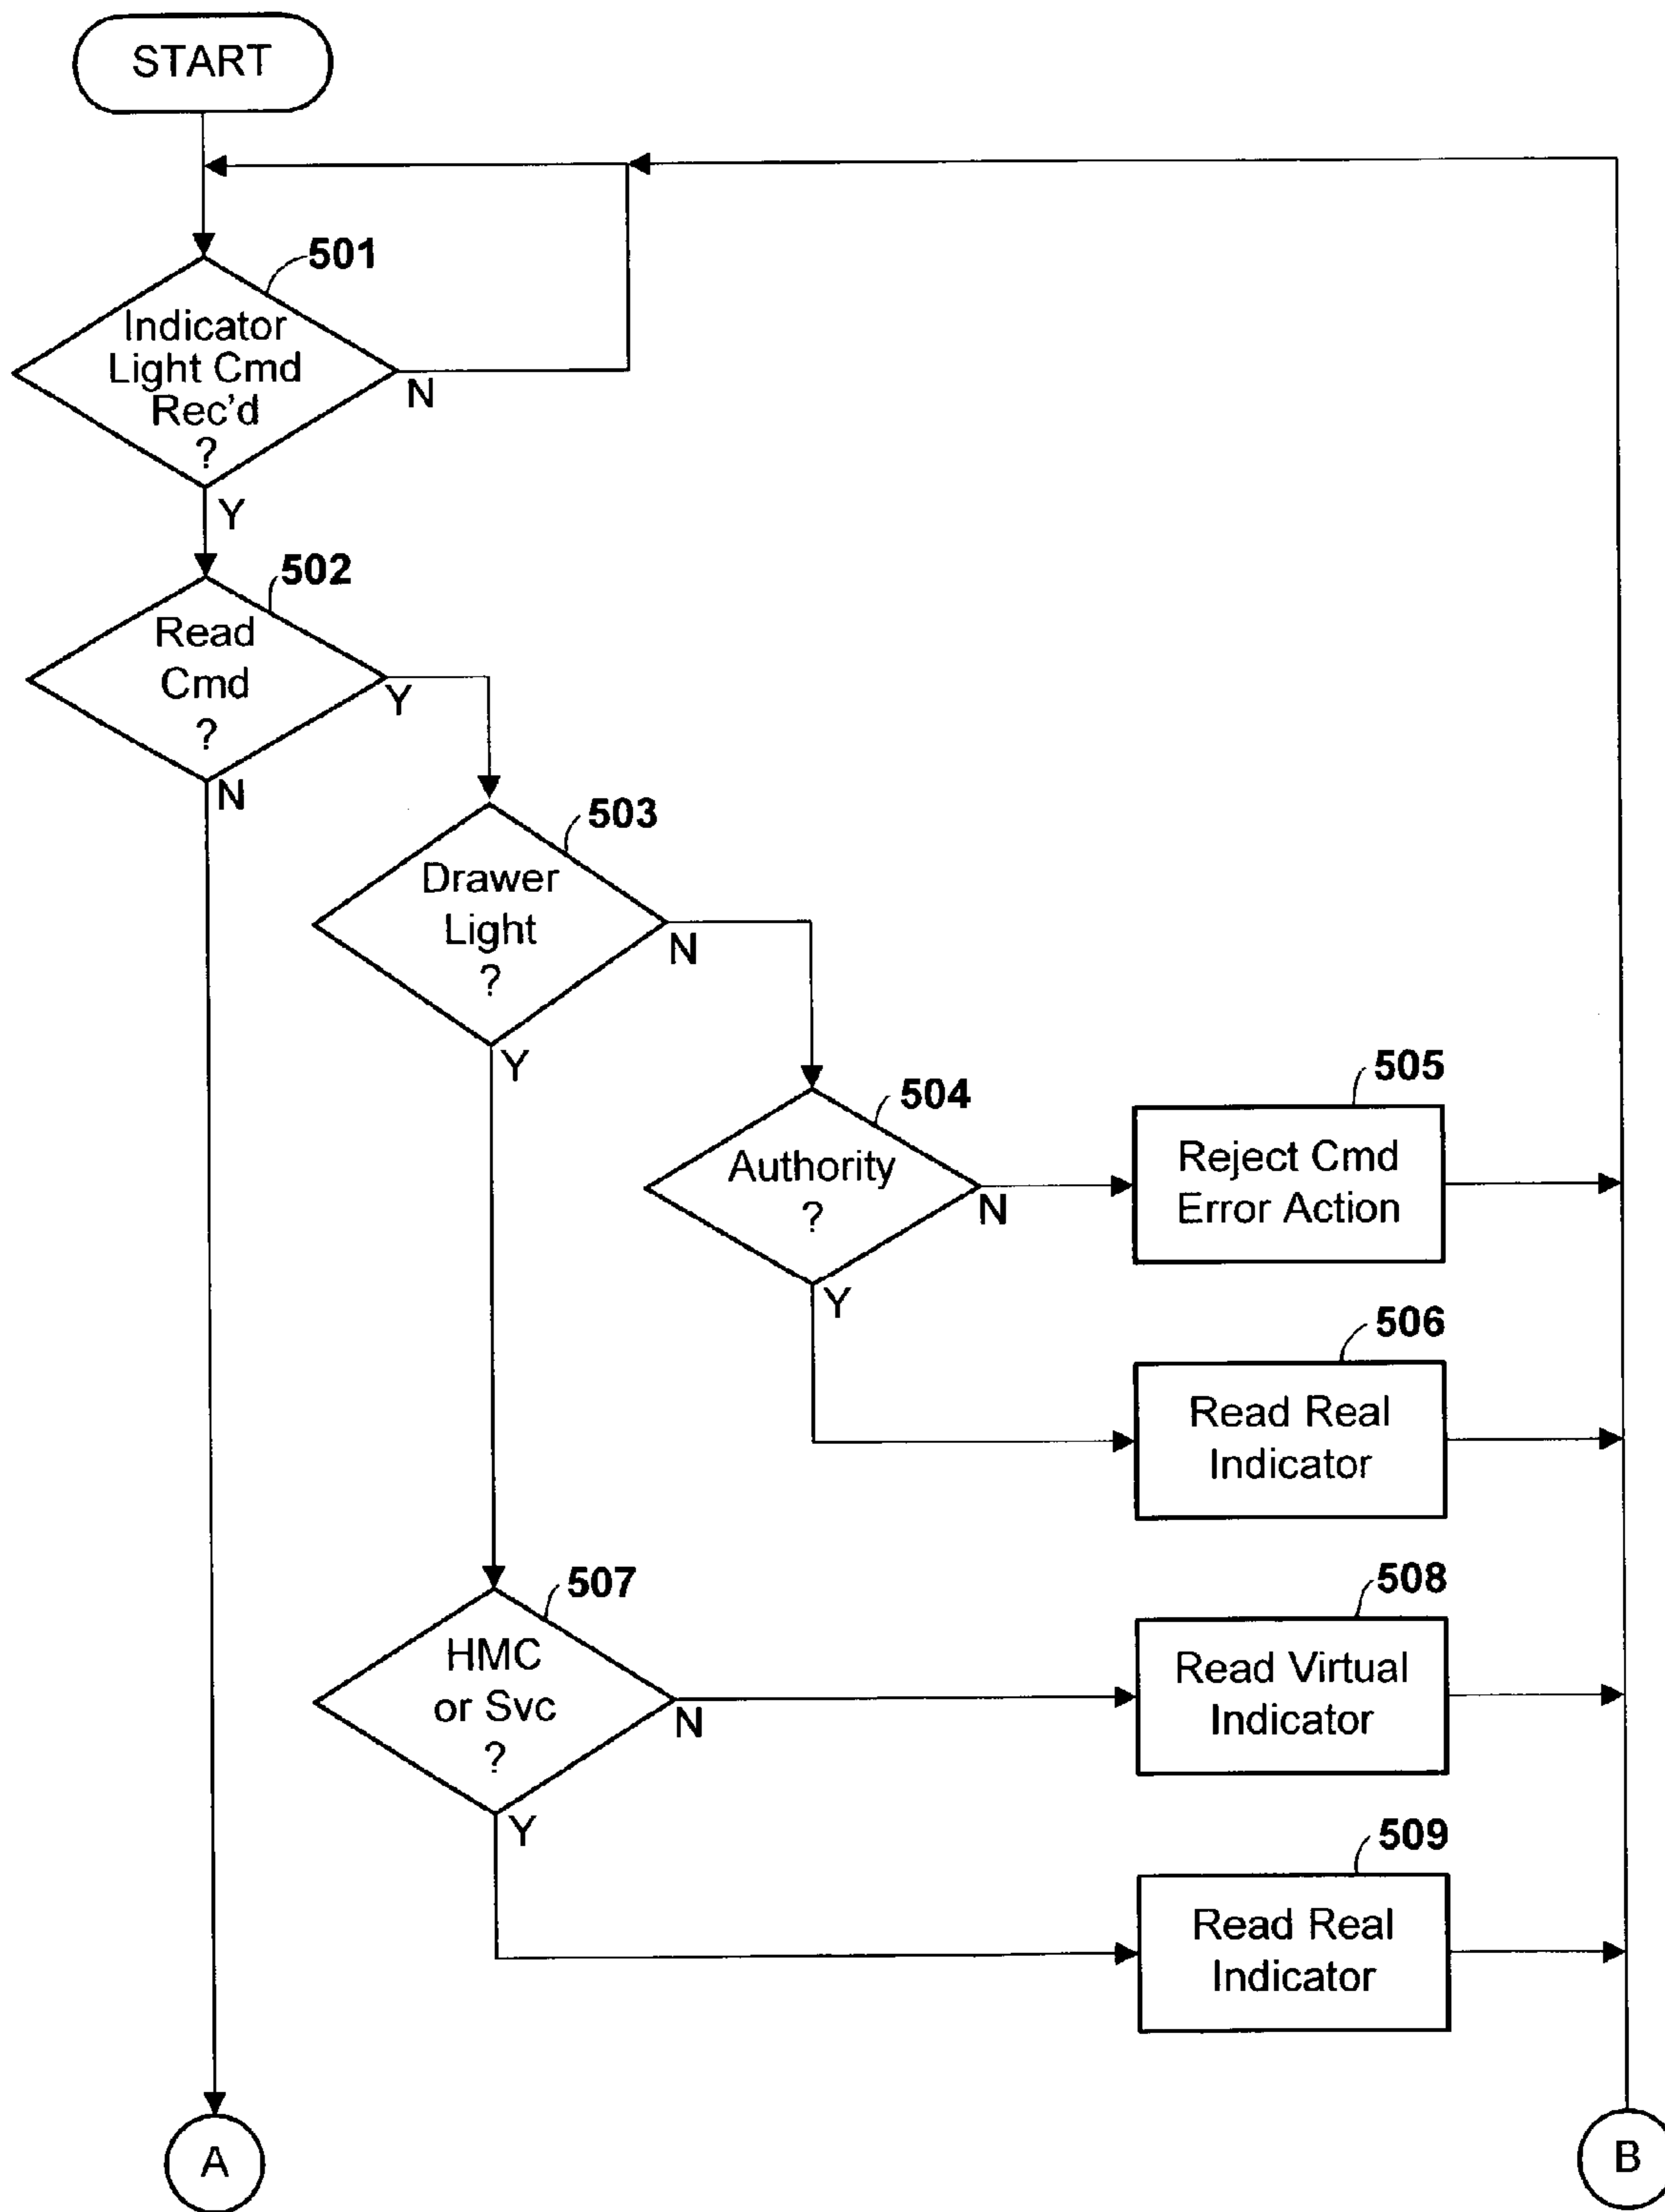 START
501
Indicator
Light Cmd
Rec'd
?
N
Y
502
Read
Cmd
?
Y
N
503
Drawer
Light
?
N
Y
504
Authority
?
N
Y
505
Reject Cmd
Error Action
506
Read Real
Indicator
507
HMC
or Svc
?
N
Y
508
Read Virtual
Indicator
509
Read Real
Indicator
A
B